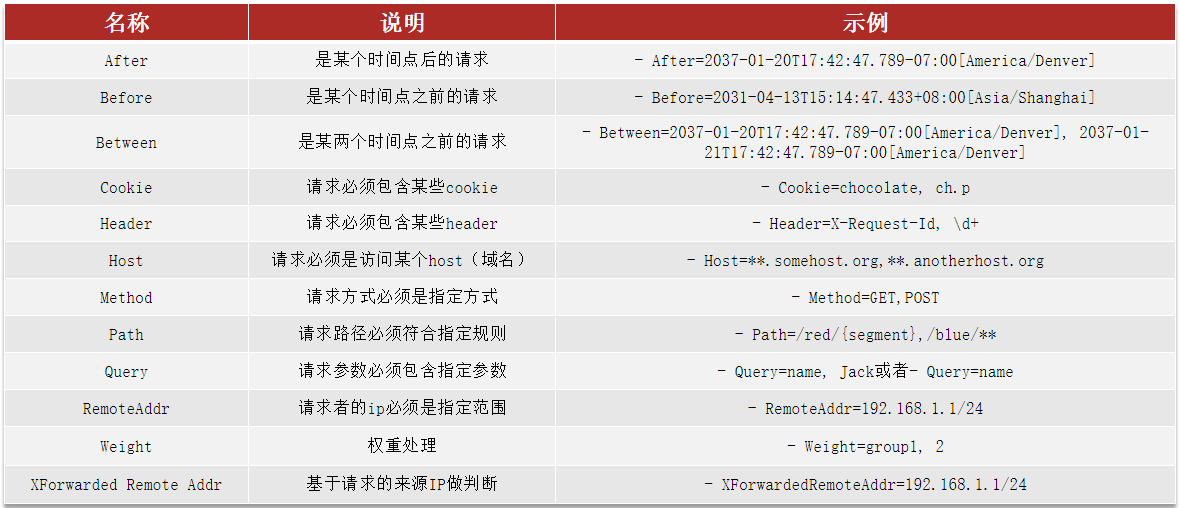 名称 说明 示例
After 是某个时间点后的请求 - After=2037-01-20T17:42:47.789-07:00[America/Denver]
Before 是某个时间点之前的请求 - Before=2031-04-13T15:14:47.433+08:00[Asia/Shanghai]
Between 是某两个时间点之前的请求 - Between=2037-01-20T17:42:47.789-07:00[America/Denver], 2037-01-
21T17:42:47.789-07:00[America/Denver]
Cookie 请求必须包含某些cookie - Cookie=chocolate, ch.p
Header 请求必须包含某些header - Header=X-Request-Id, \d+
Host 请求必须是访问某个host（域名） - Host=**.somehost.org,**.anotherhost.org
Method 请求方式必须是指定方式 - Method=GET,POST
Path 请求路径必须符合指定规则 - Path=/red/{segment},/blue/**
Query 请求参数必须包含指定参数 - Query=name, Jack或者- Query=name
RemoteAddr 请求者的ip必须是指定范围 - RemoteAddr=192.168.1.1/24
Weight 权重处理 - Weight=group1, 2
XForwarded Remote Addr 基于请求的来源IP做判断 - XForwardedRemoteAddr=192.168.1.1/24